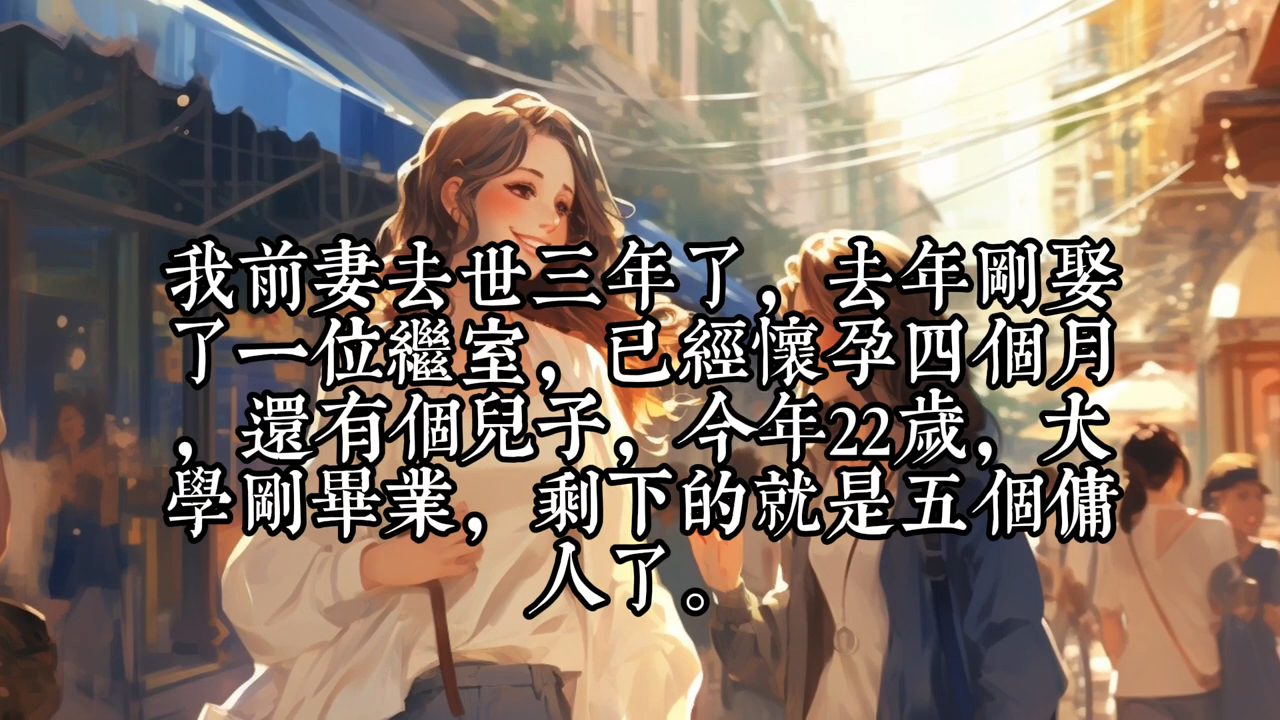 我前妻去世三年了，去年剛娶
了一位繼室，已經懷孕四個月
，還有個兒子，今年22歲，大
學剛畢業，剩下的就是五個傭
人了。